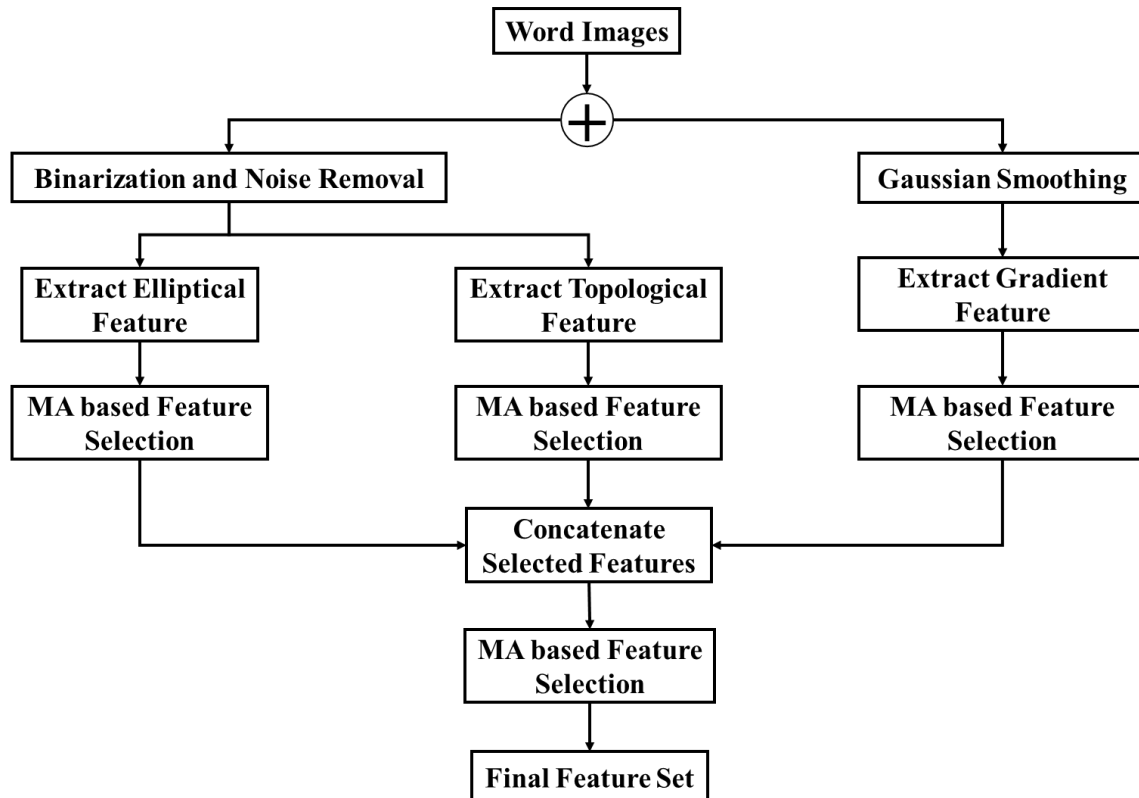 Word Images
Binarization and Noise Removal
Gaussian Smoothing
Extract Elliptical
Feature
Extract Topological
Feature
Extract Gradient
Feature
MA based Feature
Selection
MA based Feature
Selection
MA based Feature
Selection
Concatenate
Selected Features
MA based Feature
Selection
Final Feature Set